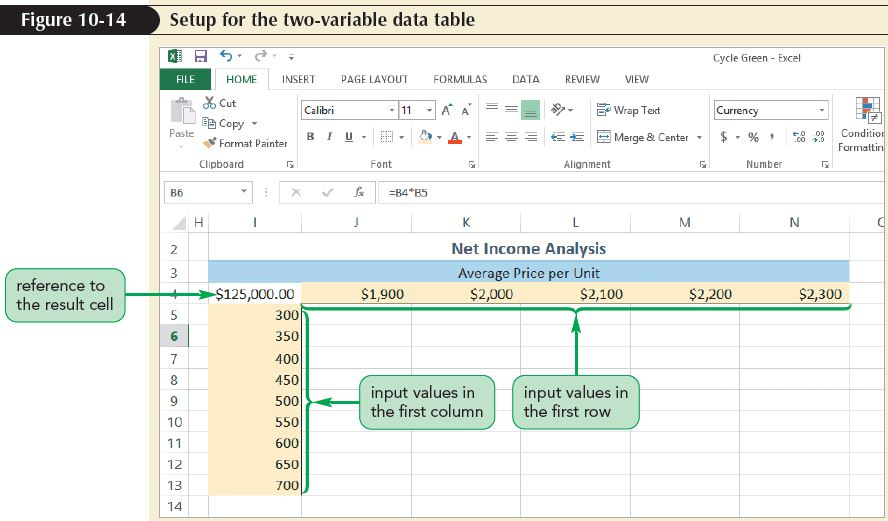 Figure 10-14 Setup for the two-variable data table
Cycle Green - Excel
FILE HOME INSERT PAGE LAYOUT FORMULAS DATA REVIEW VIEW
Paste
Cut
Copy
Format Painter
Clipboard
Calibri 11 A A
B I U A
Font
Wrap Text
Merge & Center
Alignment
Currency
$ % , .00
Number
Condition
Formattin
B6 fx =B4*B5
H I J K L M N
2 Net Income Analysis
3 Average Price per Unit
reference to
the result cell
4 $125,000.00 $1,900 $2,000 $2,100 $2,200 $2,300
5 300
6 350
7 400
8 450
9 500
10 550
11 600
12 650
13 700
14
input values in
the first column
input values in
the first row